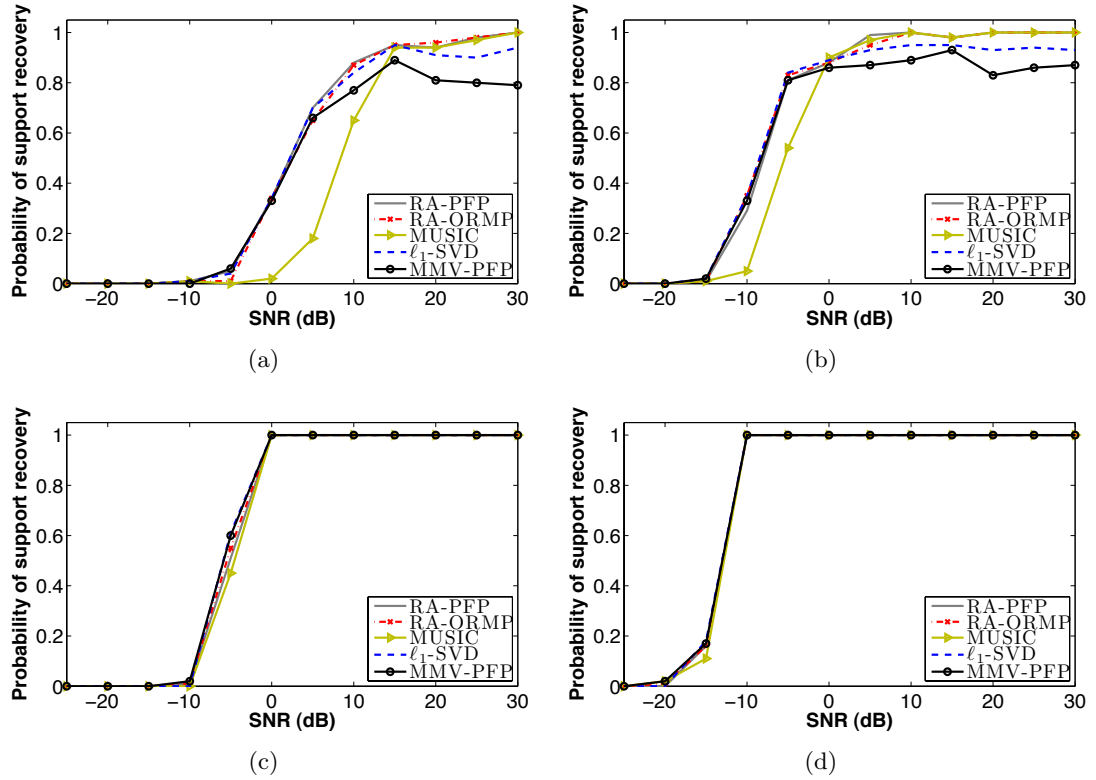 Probability of support recovery
1
0.8
0.6
0.4
0.2
0
−20 −10 0 10 20 30
SNR (dB)
RA-PFP
RA-ORMP
MUSIC
ℓ₁-SVD
MMV-PFP
(a)
Probability of support recovery
1
0.8
0.6
0.4
0.2
0
−20 −10 0 10 20 30
SNR (dB)
RA-PFP
RA-ORMP
MUSIC
ℓ₁-SVD
MMV-PFP
(b)
Probability of support recovery
1
0.8
0.6
0.4
0.2
0
−20 −10 0 10 20 30
SNR (dB)
RA-PFP
RA-ORMP
MUSIC
ℓ₁-SVD
MMV-PFP
(c)
Probability of support recovery
1
0.8
0.6
0.4
0.2
0
−20 −10 0 10 20 30
SNR (dB)
RA-PFP
RA-ORMP
MUSIC
ℓ₁-SVD
MMV-PFP
(d)